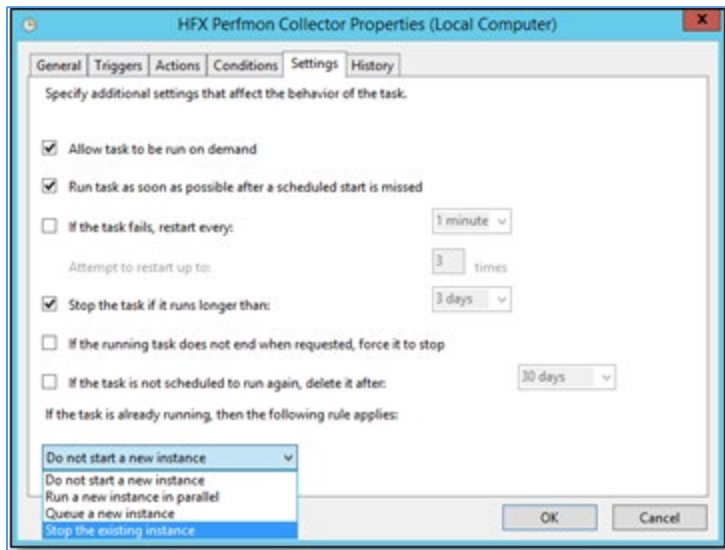 HFX Perfmon Collector Properties (Local Computer)
x
General Triggers Actions Conditions Settings History
Specify additional settings that affect the behavior of the task.
Allow task to be run on demand
Run task as soon as possible after a scheduled start is missed
If the task fails, restart every: 1 minute
Attempt to restart up to: 3 times
Stop the task if it runs longer than: 3 days
If the running task does not end when requested, force it to stop
If the task is not scheduled to run again, delete it after: 30 days
If the task is already running, then the following rule applies:
Do not start a new instance
Do not start a new instance
Run a new instance in parallel
Queue a new instance
Stop the existing instance
OK Cancel